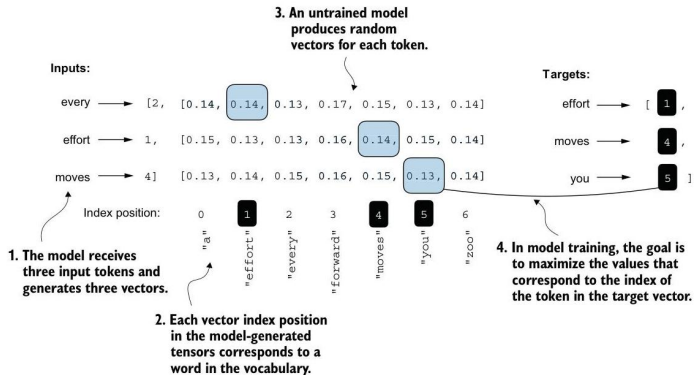 3. An untrained model
produces random
vectors for each token.
Inputs:
Targets:
every [2, [0.14, 0.14, 0.13, 0.17, 0.15, 0.13, 0.14] effort [ 1 ,
effort 1, [0.15, 0.13, 0.13, 0.16, 0.14, 0.15, 0.14] moves 4 ,
moves 4] [0.13, 0.14, 0.15, 0.16, 0.15, 0.13, 0.14] you 5 ]
Index position: 0 1 2 3 4 5 6
"a" "effort" "every" "forward" "moves" "you" "zoo"
1. The model receives
three input tokens and
generates three vectors.
4. In model training, the goal is
to maximize the values that
correspond to the index of
the token in the target vector.
2. Each vector index position
in the model-generated
tensors corresponds to a
word in the vocabulary.